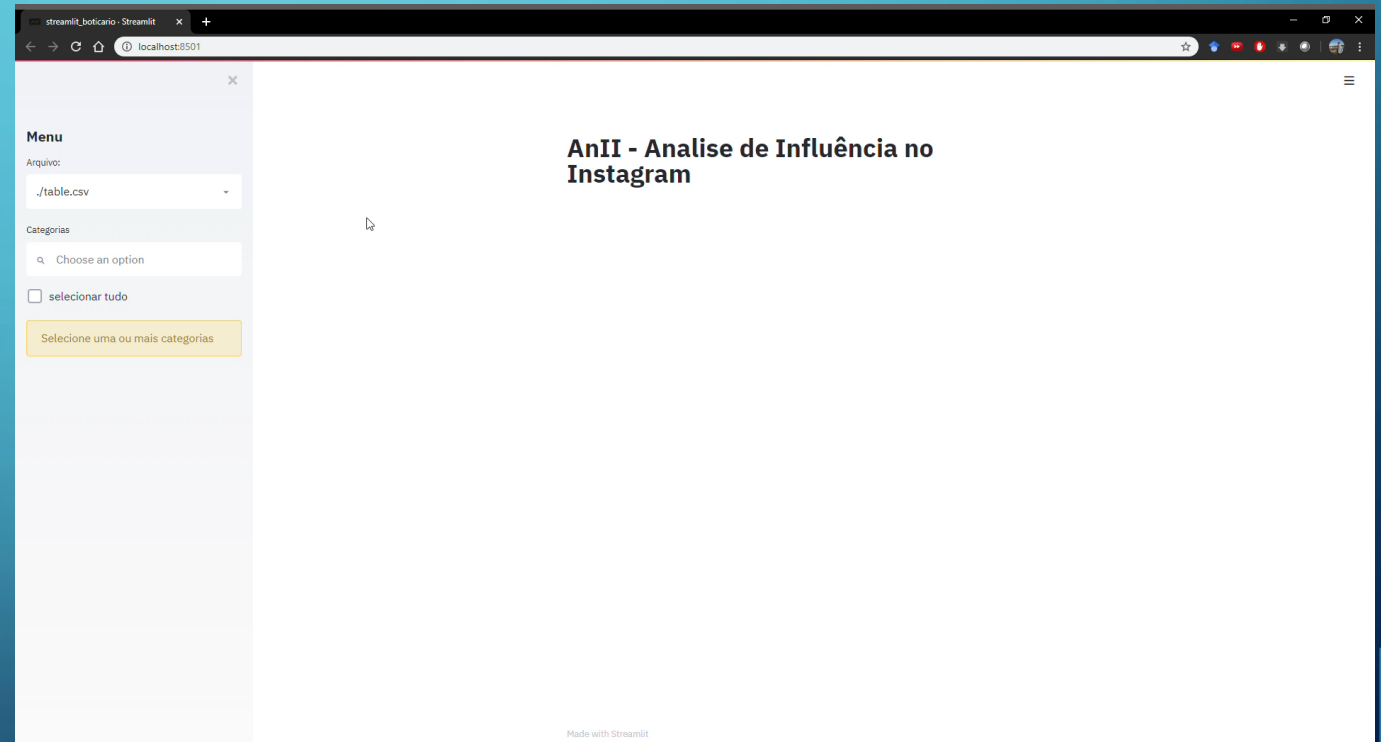 streamlit_boticario · Streamlit
localhost:8501
Menu
Arquivo:
./table.csv
Categorias
Choose an option
selecionar tudo
Selecione uma ou mais categorias
AnII - Analise de Influência no
Instagram
Made with Streamlit